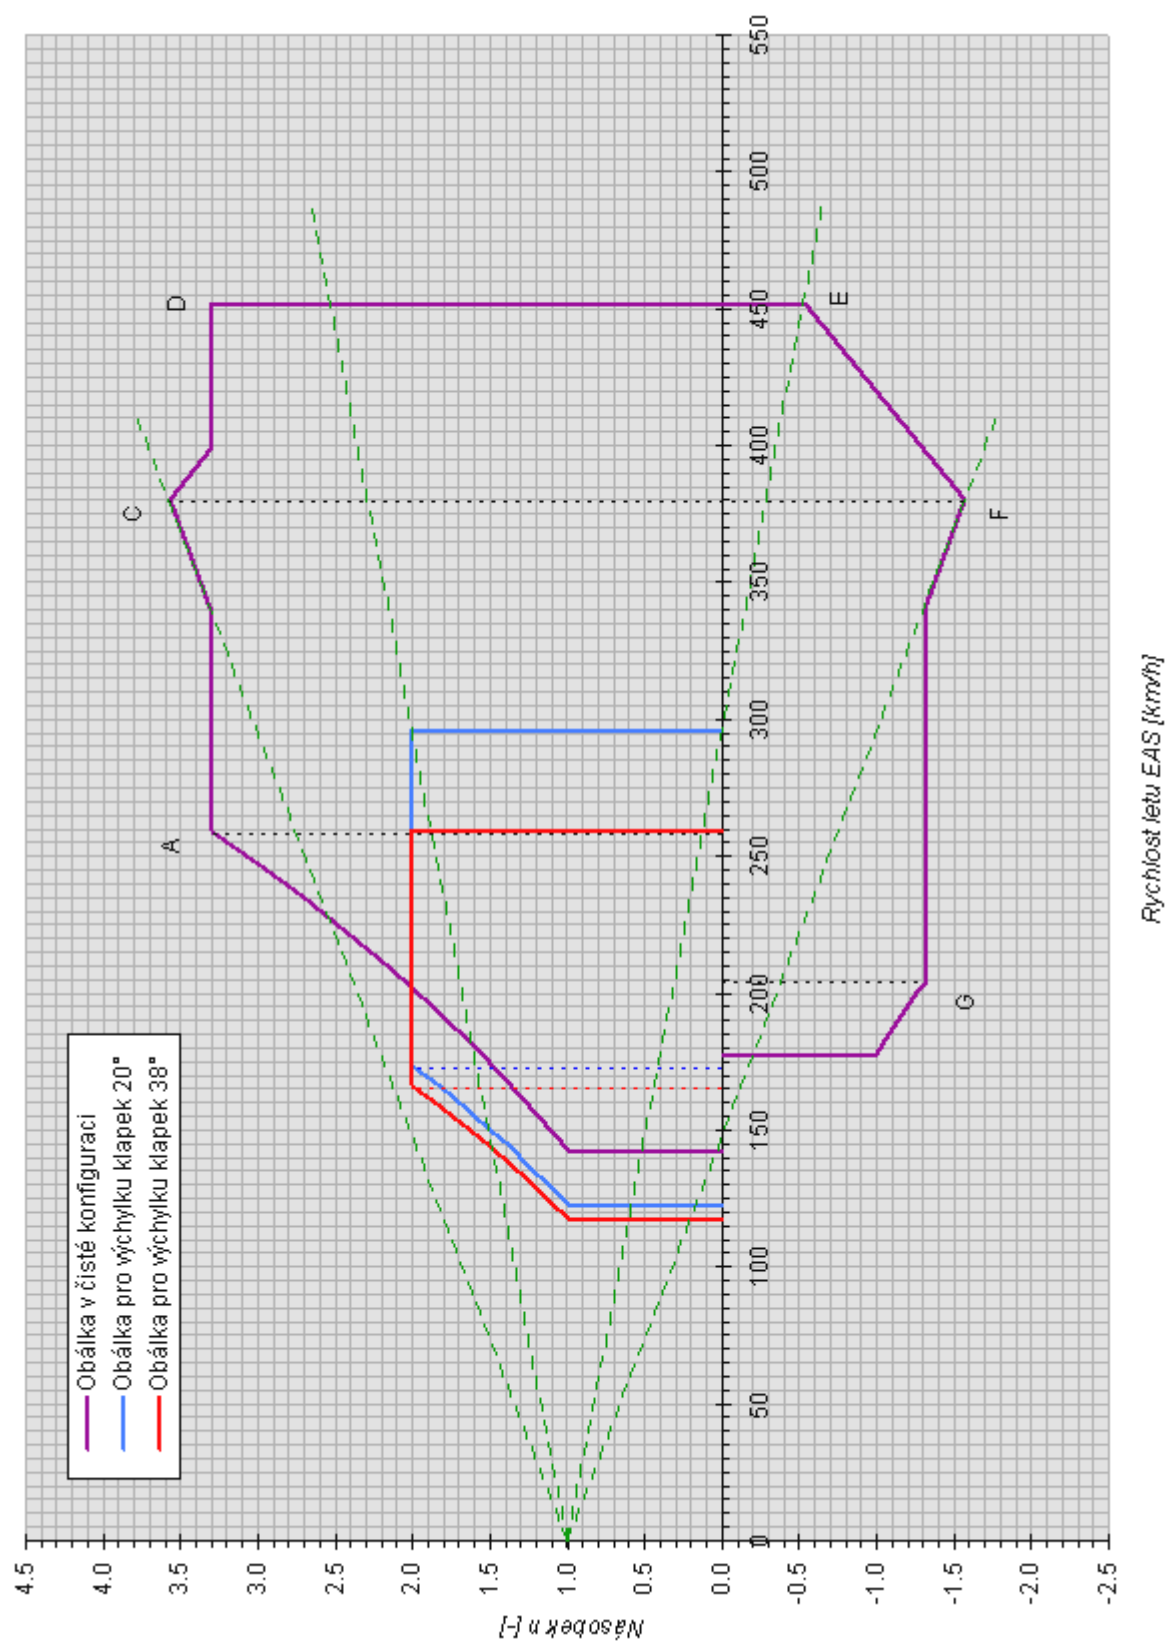 Obálka v čisté konfiguraci
Obálka pro výchylku klapek 20°
Obálka pro výchylku klapek 38°
4.5
4.0
3.5
3.0
2.5
2.0
1.5
1.0
0.5
0.0
-0.5
-1.0
-1.5
-2.0
-2.5
Násobek n [-]
0
50
100
150
200
250
300
350
400
450
500
550
Rychlost letu EAS [km/h]
A
C
D
E
F
G